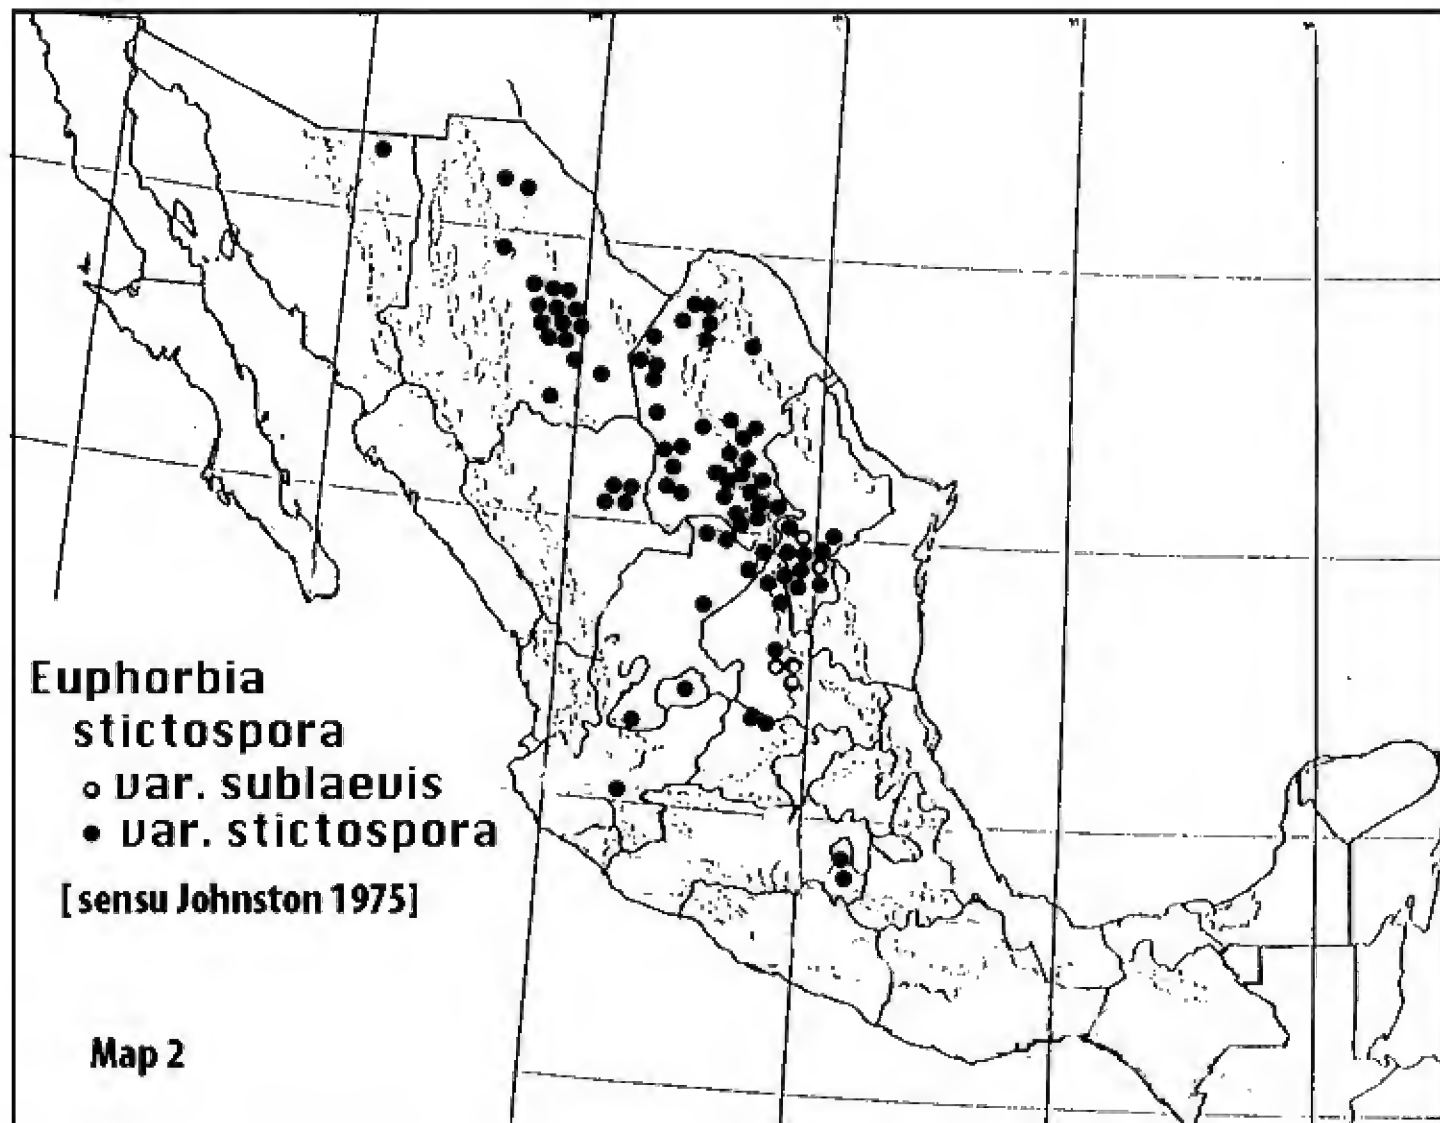 Euphorbia
stictospora
var. sublaevis
var. stictospora
[sensu Johnston 1975]
Map 2